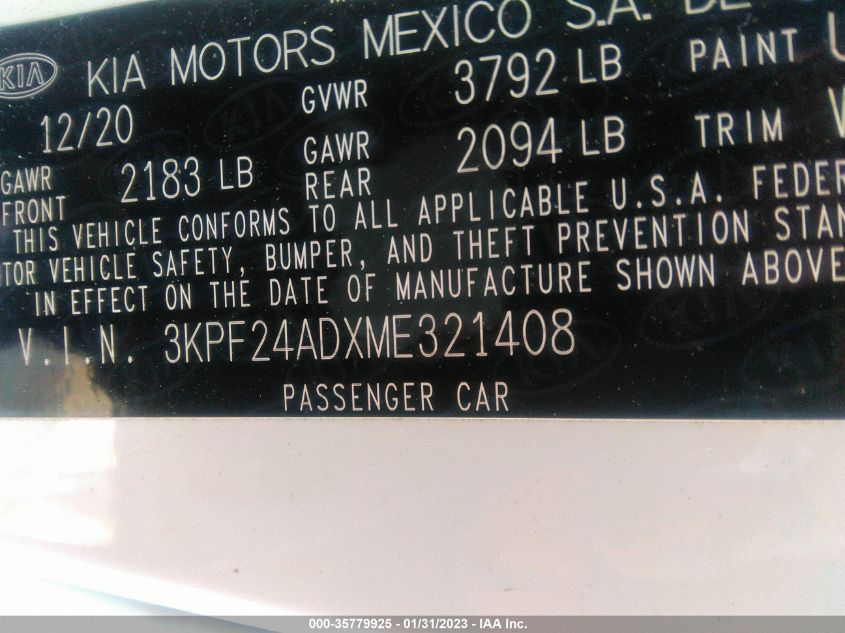 KIA KIA MOTORS MEXICO S.A. DE
12/20 GVWR 3792 LB PAINT
GAWR FRONT 2183 LB GAWR REAR 2094 LB TRIM
THIS VEHICLE CONFORMS TO ALL APPLICABLE U.S.A. FEDER
TOR VEHICLE SAFETY, BUMPER, AND THEFT PREVENTION STAN
IN EFFECT ON THE DATE OF MANUFACTURE SHOWN ABOVE
V.I.N. 3KPF24ADXME321408
PASSENGER CAR
000-35779925 - 01/31/2023 - IAA Inc.